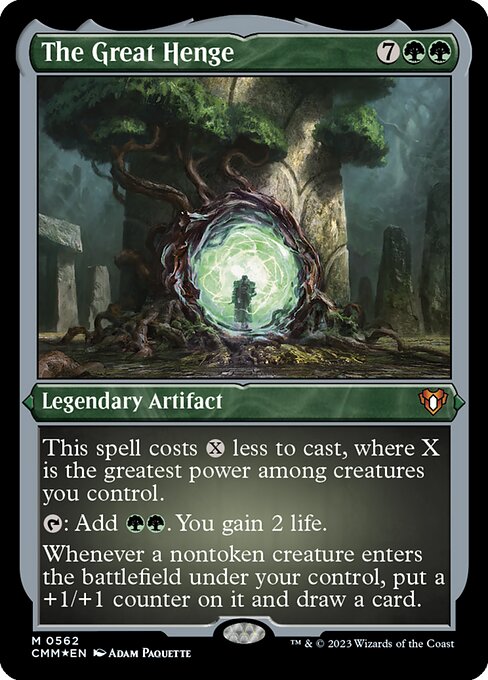 The Great Henge 7
Legendary Artifact
This spell costs X less to cast, where X
is the greatest power among creatures
you control.
: Add . You gain 2 life.
Whenever a nontoken creature enters
the battlefield under your control, put a
+1/+1 counter on it and draw a card.
M 0562
CMM★EN Adam Paquette ™ & © 2023 Wizards of the Coast